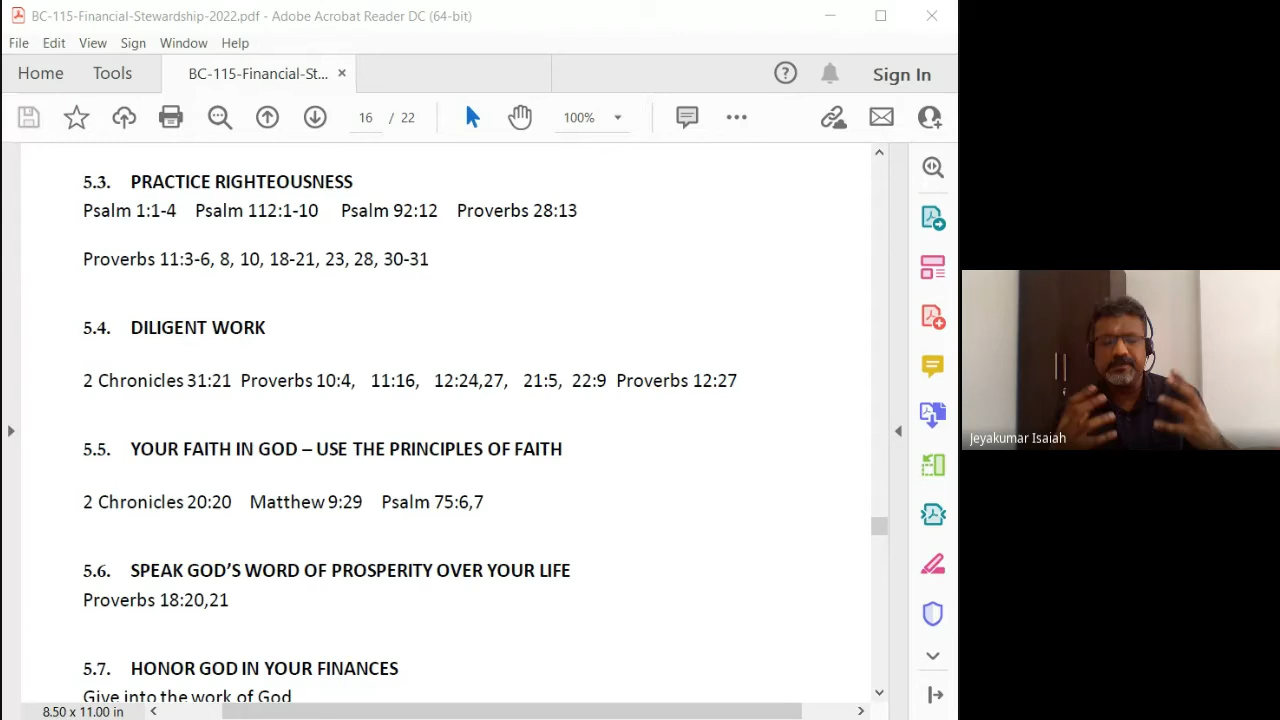 BC-115-Financial-Stewardship-2022.pdf - Adobe Acrobat Reader DC (64-bit)
File Edit View Sign Window Help
Home Tools BC-115-Financial-St... × Sign In
16 / 22 100%
5.3. PRACTICE RIGHTEOUSNESS
Psalm 1:1-4 Psalm 112:1-10 Psalm 92:12 Proverbs 28:13
Proverbs 11:3-6, 8, 10, 18-21, 23, 28, 30-31
5.4. DILIGENT WORK
2 Chronicles 31:21 Proverbs 10:4, 11:16, 12:24,27, 21:5, 22:9 Proverbs 12:27
5.5. YOUR FAITH IN GOD – USE THE PRINCIPLES OF FAITH
2 Chronicles 20:20 Matthew 9:29 Psalm 75:6,7
5.6. SPEAK GOD'S WORD OF PROSPERITY OVER YOUR LIFE
Proverbs 18:20,21
5.7. HONOR GOD IN YOUR FINANCES
Give into the work of God
8.50 x 11.00 in
Jeyakumar Isaiah